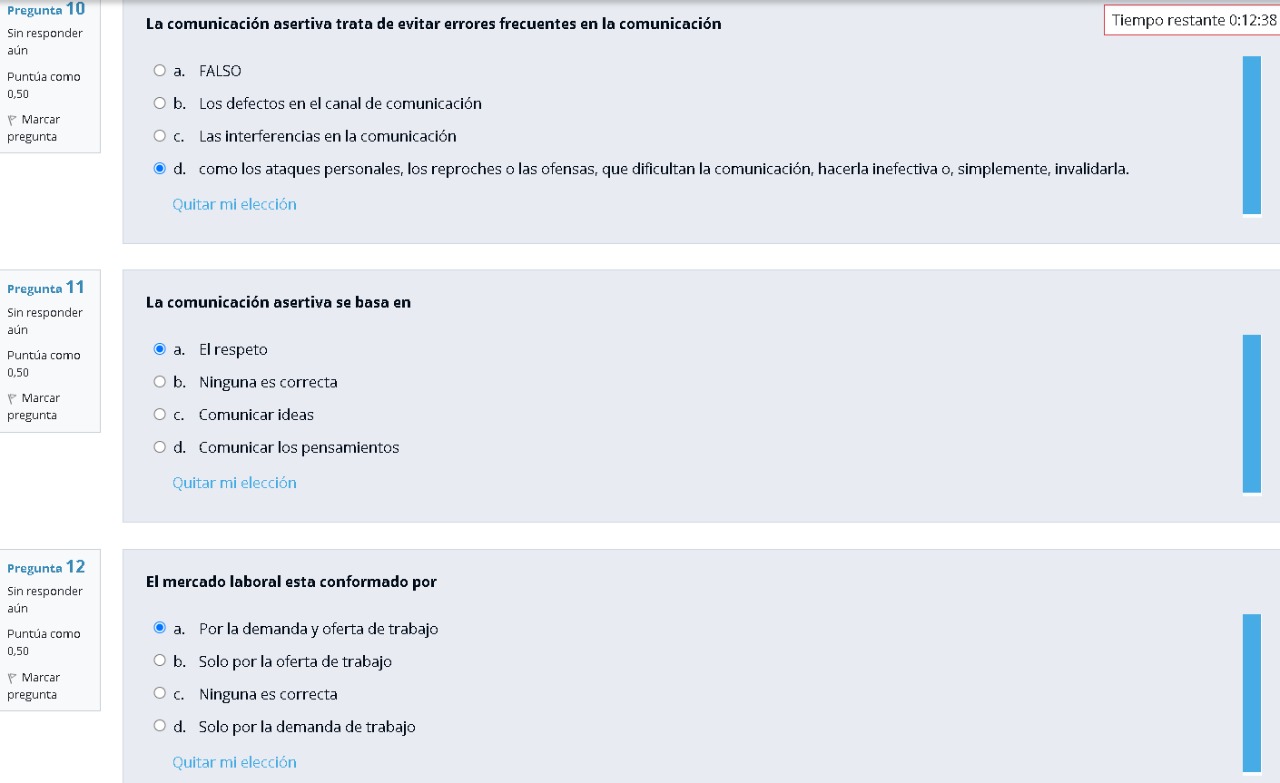 Pregunta 10
Sin responder
aún
Puntúa como
0,50
Marcar
pregunta
La comunicación asertiva trata de evitar errores frecuentes en la comunicación
Tiempo restante 0:12:38
a. FALSO
b. Los defectos en el canal de comunicación
c. Las interferencias en la comunicación
d. como los ataques personales, los reproches o las ofensas, que dificultan la comunicación, hacerla inefectiva o, simplemente, invalidarla.
Quitar mi elección
Pregunta 11
Sin responder
aún
Puntúa como
0,50
Marcar
pregunta
La comunicación asertiva se basa en
a. El respeto
b. Ninguna es correcta
c. Comunicar ideas
d. Comunicar los pensamientos
Quitar mi elección
Pregunta 12
Sin responder
aún
Puntúa como
0,50
Marcar
pregunta
El mercado laboral esta conformado por
a. Por la demanda y oferta de trabajo
b. Solo por la oferta de trabajo
c. Ninguna es correcta
d. Solo por la demanda de trabajo
Quitar mi elección